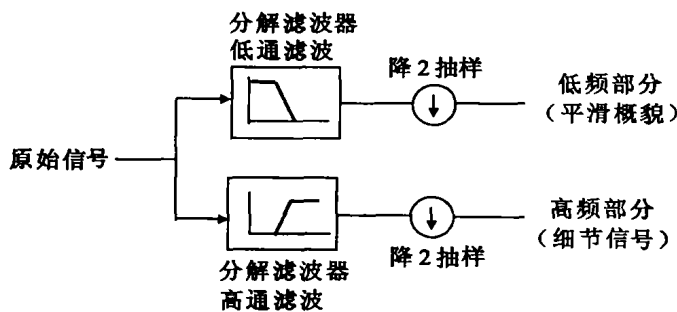 分解滤波器
低通滤波
降2抽样
低频部分
（平滑概貌）
原始信号
高频部分
（细节信号）
降2抽样
分解滤波器
高通滤波